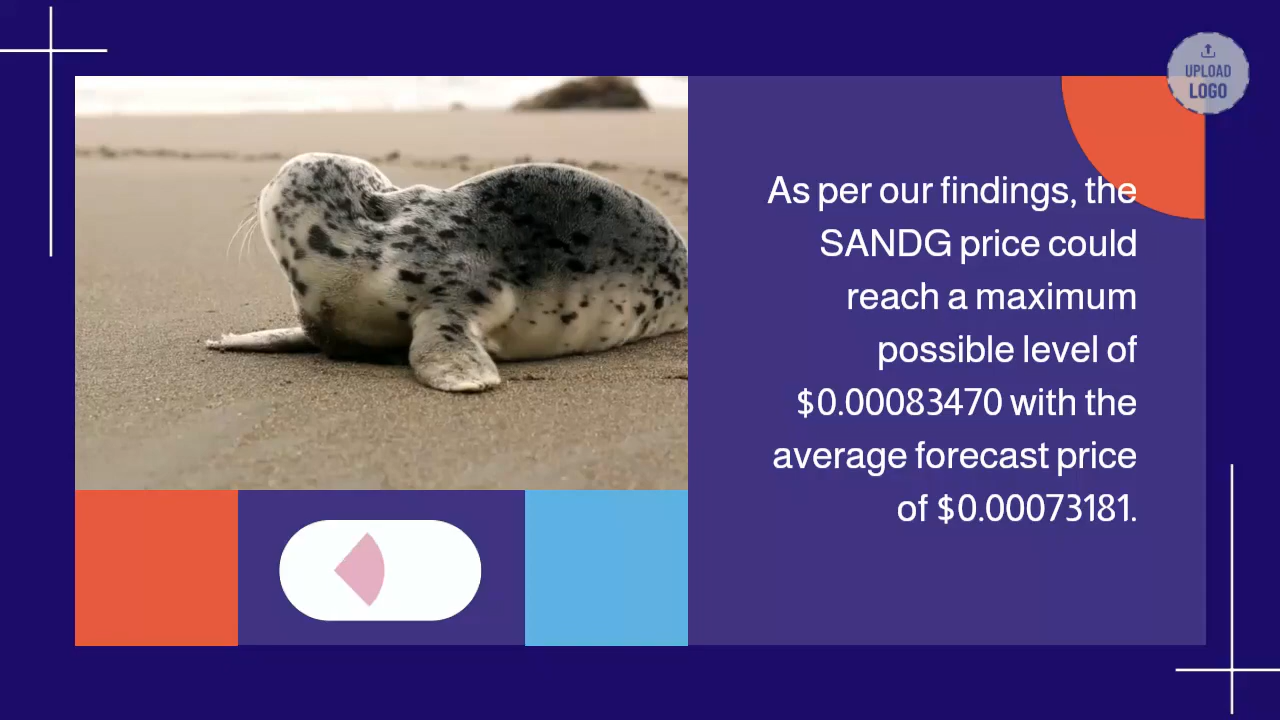 UPLOAD
LOGO
As per our findings, the
SANDG price could
reach a maximum
possible level of
$0.00083470 with the
average forecast price
of $0.00073181.